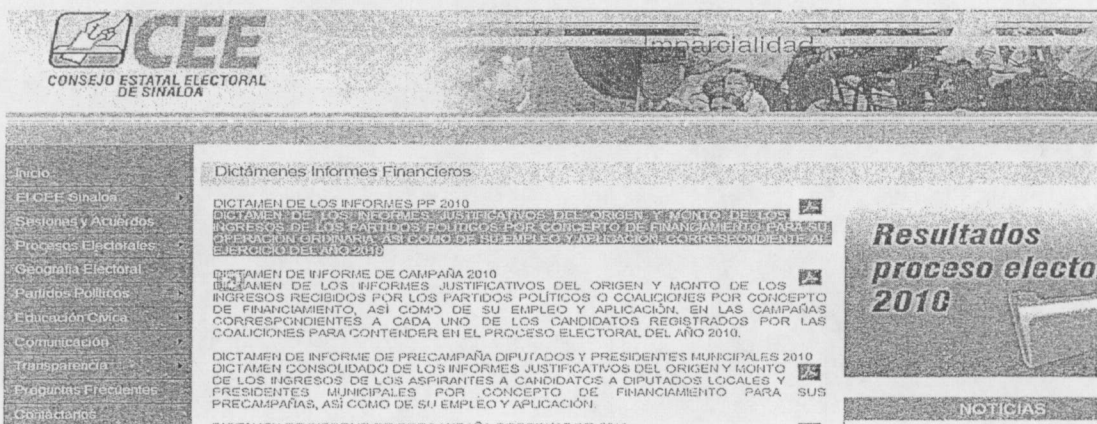 CEE
CONSEJO ESTATAL ELECTORAL
DE SINALOA
Imparcialidad
Inicio
El CEE Sinaloa
Sesiones y Acuerdos
Procesos Electorales
Geografía Electoral
Partidos Políticos
Educación Cívica
Comunicación
Transparencia
Preguntas Frecuentes
Contáctanos
Dictámenes Informes Financieros
DICTAMEN DE LOS INFORMES PP 2010
DICTAMEN DE LOS INFORMES JUSTIFICATIVOS DEL ORIGEN Y MONTO DE LOS
INGRESOS DE LOS PARTIDOS POLÍTICOS POR CONCEPTO DE FINANCIAMIENTO PARA SU
OPERACIÓN ORDINARIA, ASÍ COMO DE SU EMPLEO Y APLICACIÓN, CORRESPONDIENTE AL
EJERCICIO DEL AÑO 2010
DICTAMEN DE INFORME DE CAMPAÑA 2010
DICTAMEN DE LOS INFORMES JUSTIFICATIVOS DEL ORIGEN Y MONTO DE LOS
INGRESOS RECIBIDOS POR LOS PARTIDOS POLÍTICOS O COALICIONES POR CONCEPTO
DE FINANCIAMIENTO, ASÍ COMO DE SU EMPLEO Y APLICACIÓN, EN LAS CAMPAÑAS
CORRESPONDIENTES A CADA UNO DE LOS CANDIDATOS REGISTRADOS POR LAS
COALICIONES PARA CONTENDER EN EL PROCESO ELECTORAL DEL AÑO 2010.
DICTAMEN DE INFORME DE PRECAMPAÑA DIPUTADOS Y PRESIDENTES MUNICIPALES 2010
DICTAMEN CONSOLIDADO DE LOS INFORMES JUSTIFICATIVOS DEL ORIGEN Y MONTO
DE LOS INGRESOS DE LOS ASPIRANTES A CANDIDATOS A DIPUTADOS LOCALES Y
PRESIDENTES MUNICIPALES POR CONCEPTO DE FINANCIAMIENTO PARA SUS
PRECAMPAÑAS, ASÍ COMO DE SU EMPLEO Y APLICACIÓN.
Resultados
proceso electo
2010
NOTICIAS